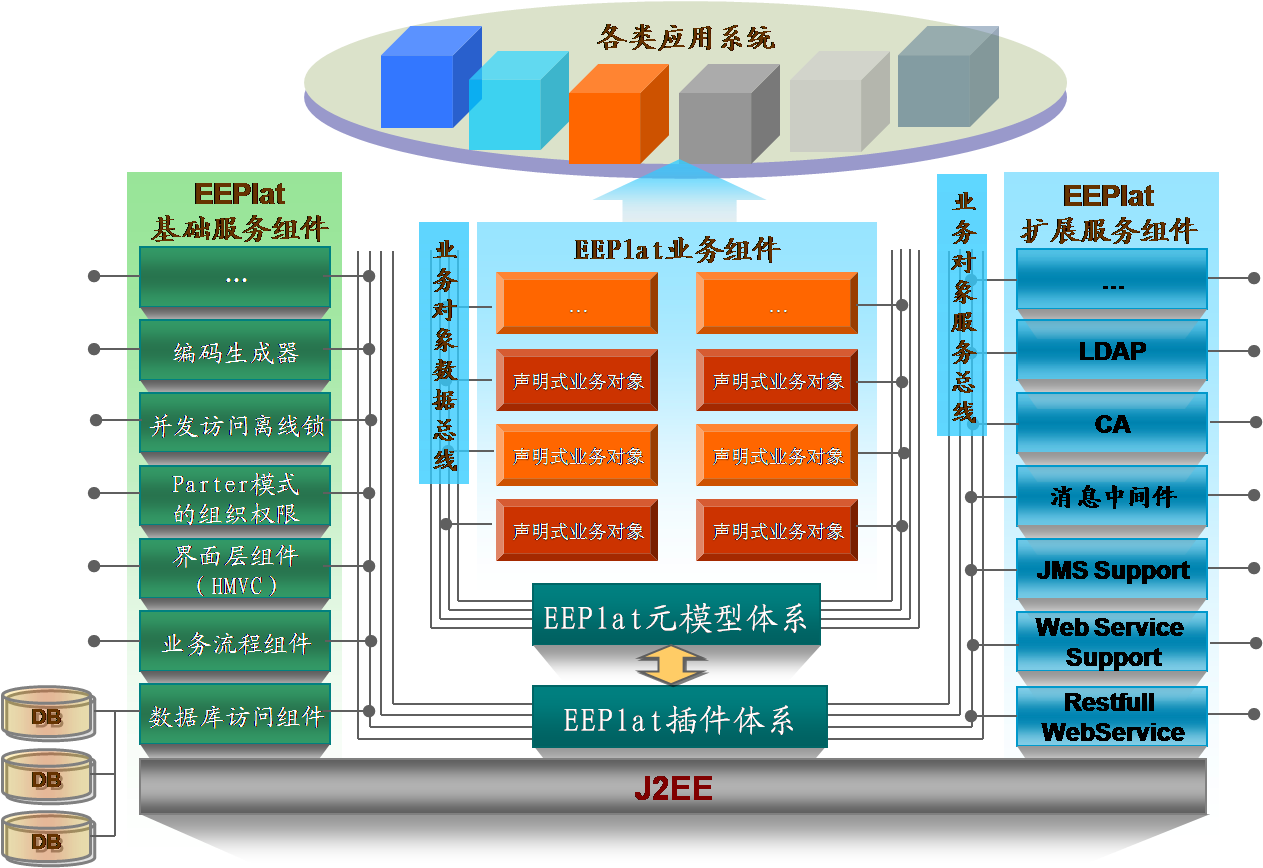 各类应用系统
EEPlat
基础服务组件
…
编码生成器
并发访问离线锁
Parter模式
的组织权限
界面层组件
(HMVC)
业务流程组件
数据库访问组件
DB
DB
DB
业务对象数据总线
EEPlat业务组件
…
…
声明式业务对象
声明式业务对象
声明式业务对象
声明式业务对象
声明式业务对象
声明式业务对象
EEPlat元模型体系
EEPlat插件体系
业务对象服务总线
EEPlat
扩展服务组件
…
LDAP
CA
消息中间件
JMS Support
Web Service
Support
Restfull
WebService
J2EE